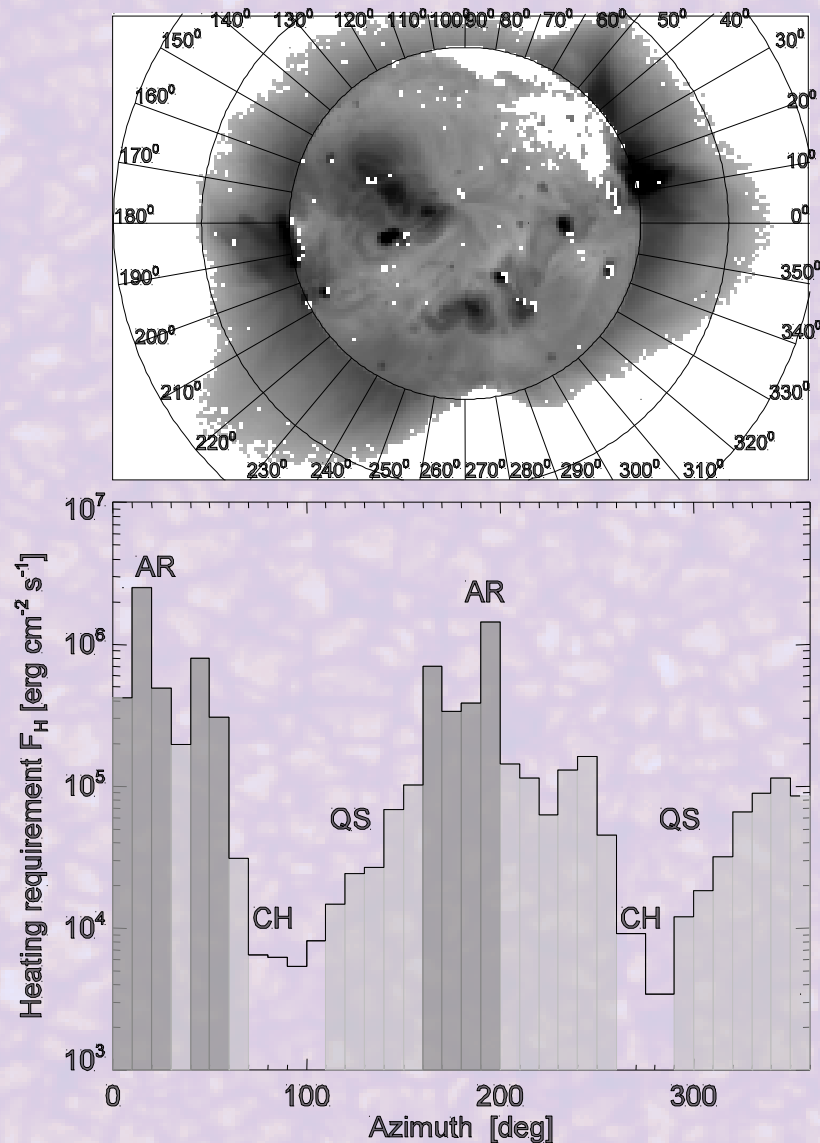 140⁰ 130⁰ 120⁰ 110⁰ 100⁰ 90⁰ 80⁰ 70⁰ 60⁰ 50⁰ 40⁰
150⁰ 30⁰
160⁰ 20⁰
170⁰ 10⁰
180⁰ 0⁰
190⁰ 350⁰
200⁰ 340⁰
210⁰ 330⁰
220⁰ 320⁰
230⁰ 240⁰ 250⁰ 260⁰ 270⁰ 280⁰ 290⁰ 300⁰ 310⁰
Heating requirement F_H [erg cm⁻² s⁻¹]
10⁷
10⁶
10⁵
10⁴
10³
AR
AR
QS
QS
CH
CH
0 100 200 300
Azimuth [deg]